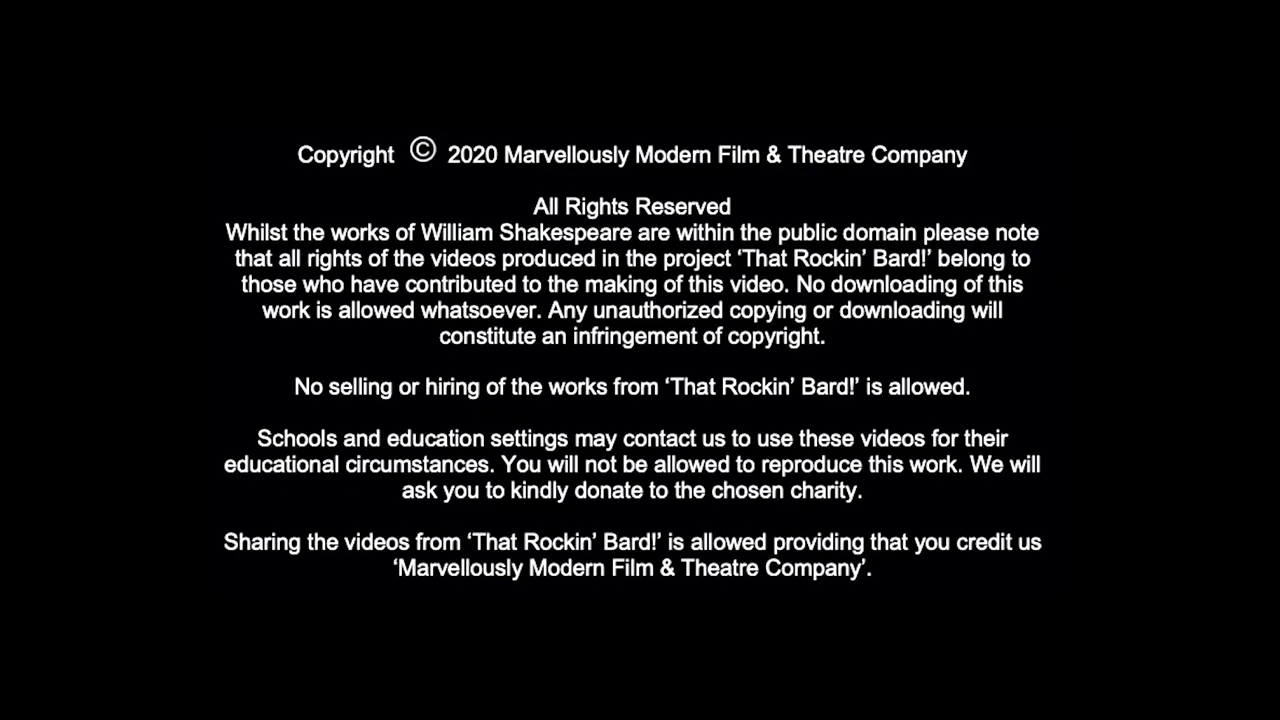 Copyright © 2020 Marvellously Modern Film & Theatre Company
All Rights Reserved
Whilst the works of William Shakespeare are within the public domain please note
that all rights of the videos produced in the project ‘That Rockin’ Bard!’ belong to
those who have contributed to the making of this video. No downloading of this
work is allowed whatsoever. Any unauthorized copying or downloading will
constitute an infringement of copyright.
No selling or hiring of the works from ‘That Rockin’ Bard!’ is allowed.
Schools and education settings may contact us to use these videos for their
educational circumstances. You will not be allowed to reproduce this work. We will
ask you to kindly donate to the chosen charity.
Sharing the videos from ‘That Rockin’ Bard!’ is allowed providing that you credit us
‘Marvellously Modern Film & Theatre Company’.